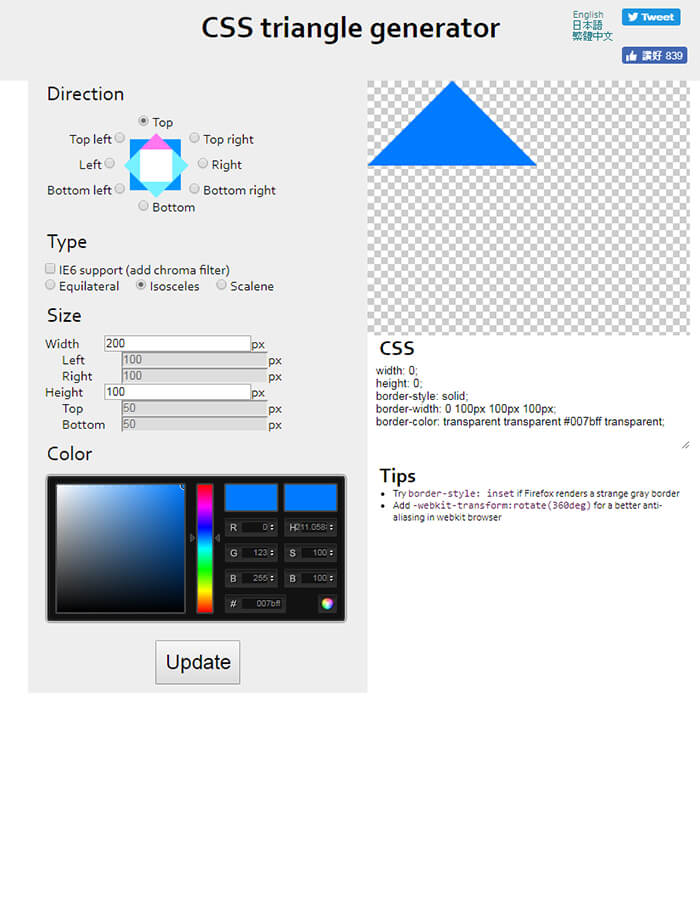 CSS triangle generator
English
日本語
繁體中文
Tweet
讚好 839
Direction
Top
Top left
Top right
Left
Right
Bottom left
Bottom right
Bottom
Type
IE6 support (add chroma filter)
Equilateral Isosceles Scalene
Size
Width 200 px
Left 100 px
Right 100 px
Height 100 px
Top 50 px
Bottom 50 px
Color
R 0 H 211.058
G 123 S 100
B 255 B 100
# 007bff
Update
CSS
width: 0;
height: 0;
border-style: solid;
border-width: 0 100px 100px 100px;
border-color: transparent transparent #007bff transparent;
Tips
Try border-style: inset if Firefox renders a strange gray border
Add -webkit-transform:rotate(360deg) for a better anti-
aliasing in webkit browser